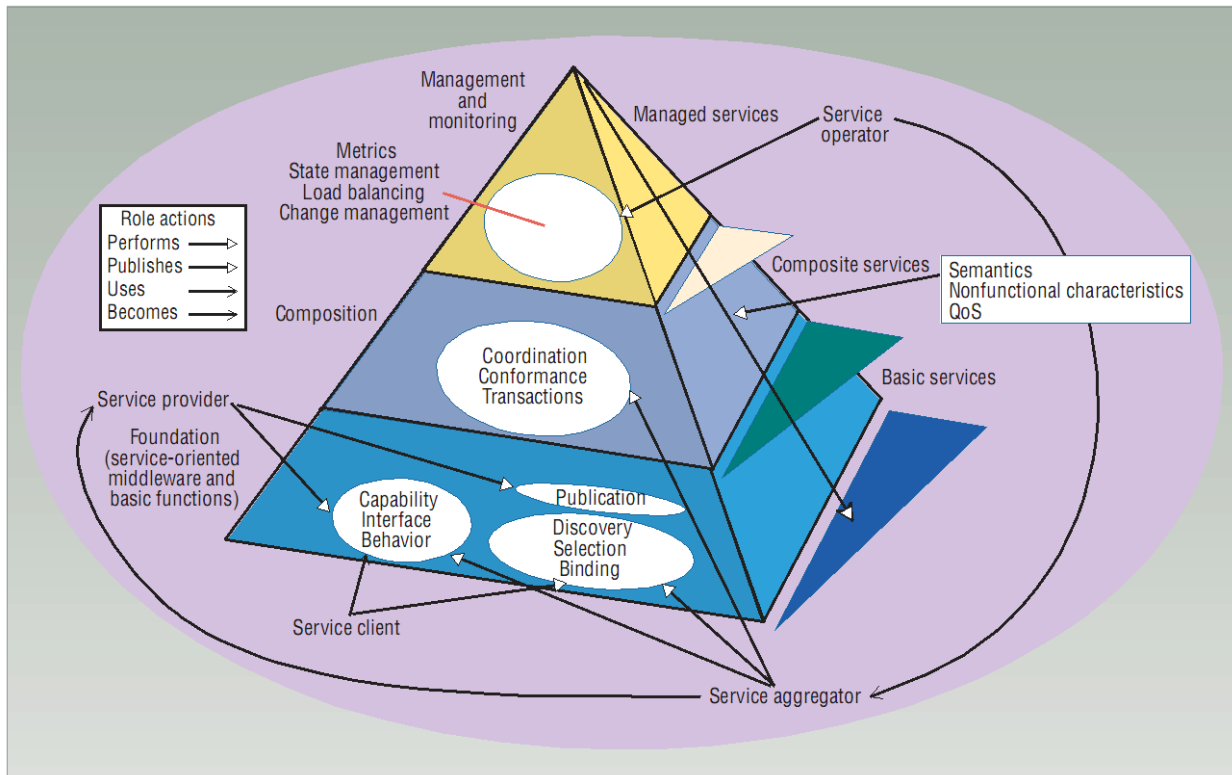 Management
and
monitoring
Managed services
Service
operator
Metrics
State management
Load balancing
Change management
Role actions
Performs
Publishes
Uses
Becomes
Composite services
Semantics
Nonfunctional characteristics
QoS
Composition
Coordination
Conformance
Transactions
Basic services
Service provider
Foundation
(service-oriented
middleware and
basic functions)
Capability
Interface
Behavior
Publication
Discovery
Selection
Binding
Service client
Service aggregator